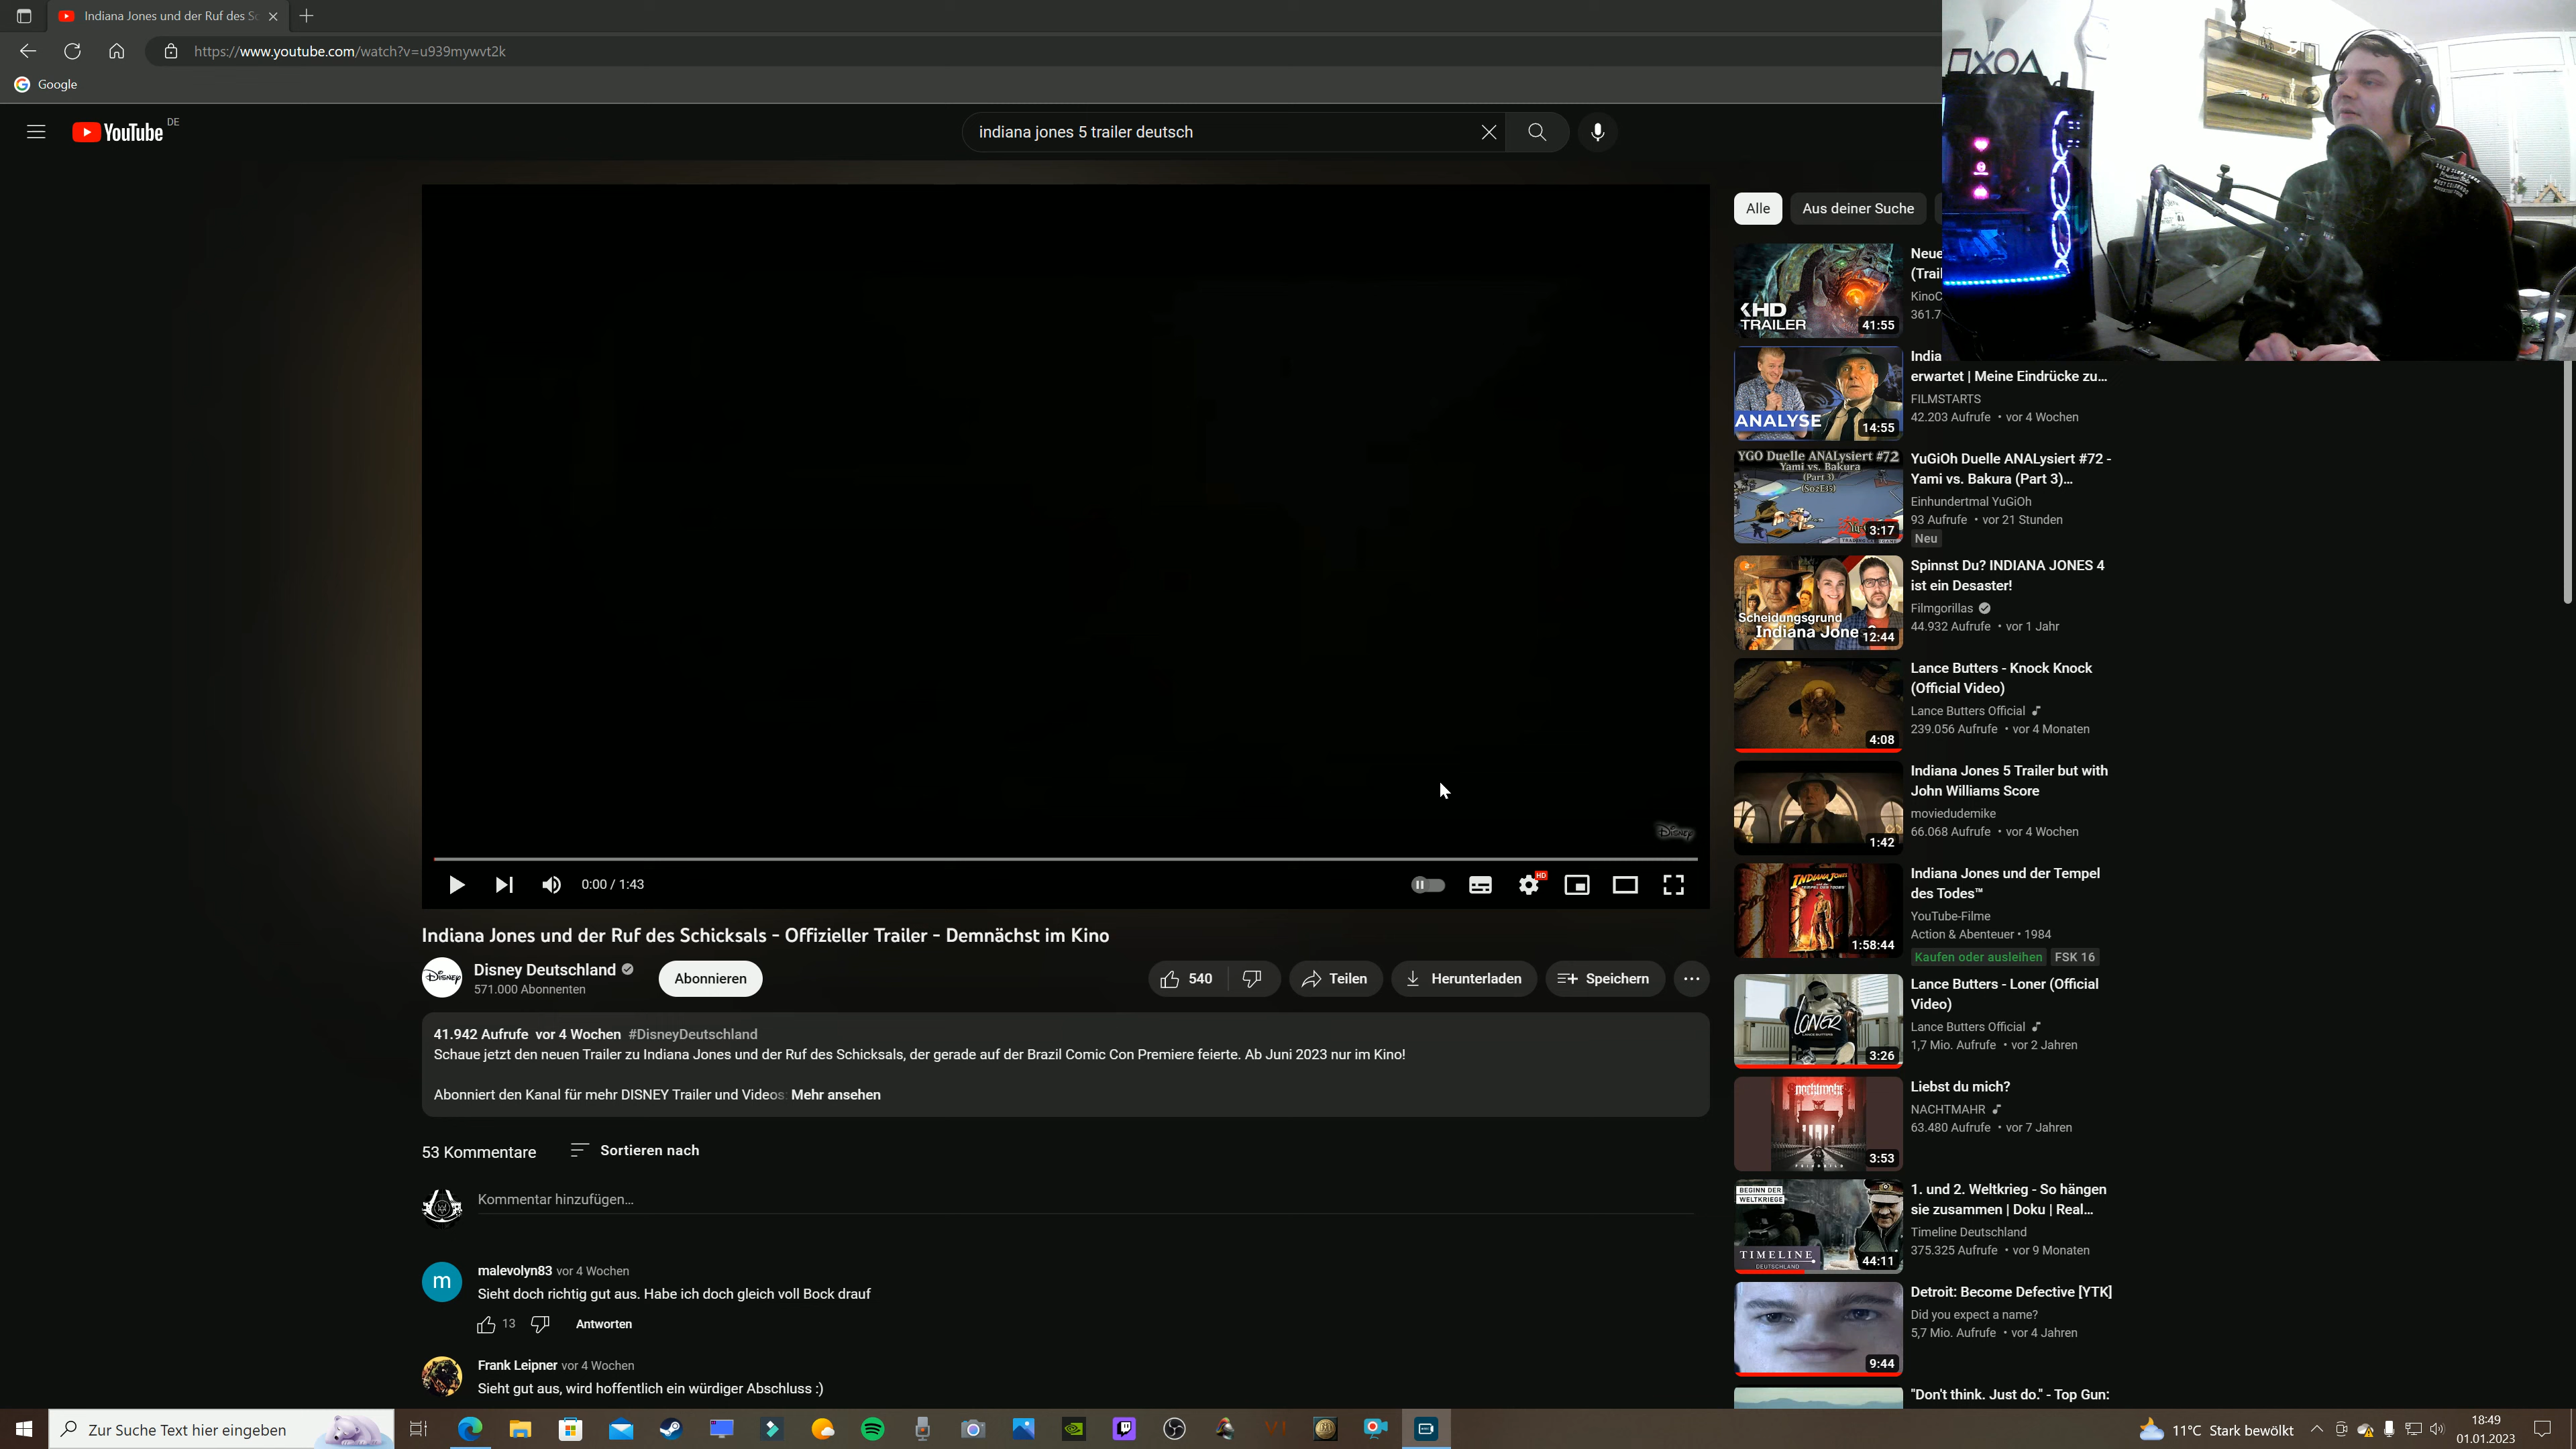 Indiana Jones und der Ruf des Sc
https://www.youtube.com/watch?v=u939mywvt2k
Google
YouTube
DE
indiana jones 5 trailer deutsch
Alle
Aus deiner Suche
KHD
TRAILER
41:55
Neue
(Trail
KinoC
361.7
ANALYSE
14:55
India
erwartet | Meine Eindrücke zu...
FILMSTARTS
42.203 Aufrufe • vor 4 Wochen
YGO Duelle ANALysiert #72
Yami vs. Bakura
(Part 3)
(S02E35)
3:17
YuGiOh Duelle ANALysiert #72 -
Yami vs. Bakura (Part 3)...
Einhundertmal YuGiOh
93 Aufrufe • vor 21 Stunden
Neu
Scheidungsgrund
Indiana Jone
12:44
Spinnst Du? INDIANA JONES 4
ist ein Desaster!
Filmgorillas
44.932 Aufrufe • vor 1 Jahr
4:08
Lance Butters - Knock Knock
(Official Video)
Lance Butters Official
239.056 Aufrufe • vor 4 Monaten
1:42
Indiana Jones 5 Trailer but with
John Williams Score
moviedudemike
66.068 Aufrufe • vor 4 Wochen
INDIANA JONES
1:58:44
Indiana Jones und der Tempel
des Todes™
YouTube-Filme
Action & Abenteuer • 1984
Kaufen oder ausleihen FSK 16
LONER
3:26
Lance Butters - Loner (Official
Video)
Lance Butters Official
1,7 Mio. Aufrufe • vor 2 Jahren
nachtmahr
3:53
Liebst du mich?
NACHTMAHR
63.480 Aufrufe • vor 7 Jahren
BEGINN DER
WELTKRIEGE
TIMELINE
DEUTSCHLAND
44:11
1. und 2. Weltkrieg - So hängen
sie zusammen | Doku | Real...
Timeline Deutschland
375.325 Aufrufe • vor 9 Monaten
9:44
Detroit: Become Defective [YTK]
Did you expect a name?
5,7 Mio. Aufrufe • vor 4 Jahren
"Don't think. Just do." - Top Gun:
Disney
0:00 / 1:43
HD
Indiana Jones und der Ruf des Schicksals - Offizieller Trailer - Demnächst im Kino
Disney
Disney Deutschland
571.000 Abonnenten
Abonnieren
540
Teilen
Herunterladen
Speichern
41.942 Aufrufe vor 4 Wochen #DisneyDeutschland
Schaue jetzt den neuen Trailer zu Indiana Jones und der Ruf des Schicksals, der gerade auf der Brazil Comic Con Premiere feierte. Ab Juni 2023 nur im Kino!
Abonniert den Kanal für mehr DISNEY Trailer und Videos: Mehr ansehen
53 Kommentare
Sortieren nach
Kommentar hinzufügen...
m
malevolyn83 vor 4 Wochen
Sieht doch richtig gut aus. Habe ich doch gleich voll Bock drauf
13
Antworten
Frank Leipner vor 4 Wochen
Sieht gut aus, wird hoffentlich ein würdiger Abschluss :)
Zur Suche Text hier eingeben
11°C Stark bewölkt
18:49
01.01.2023